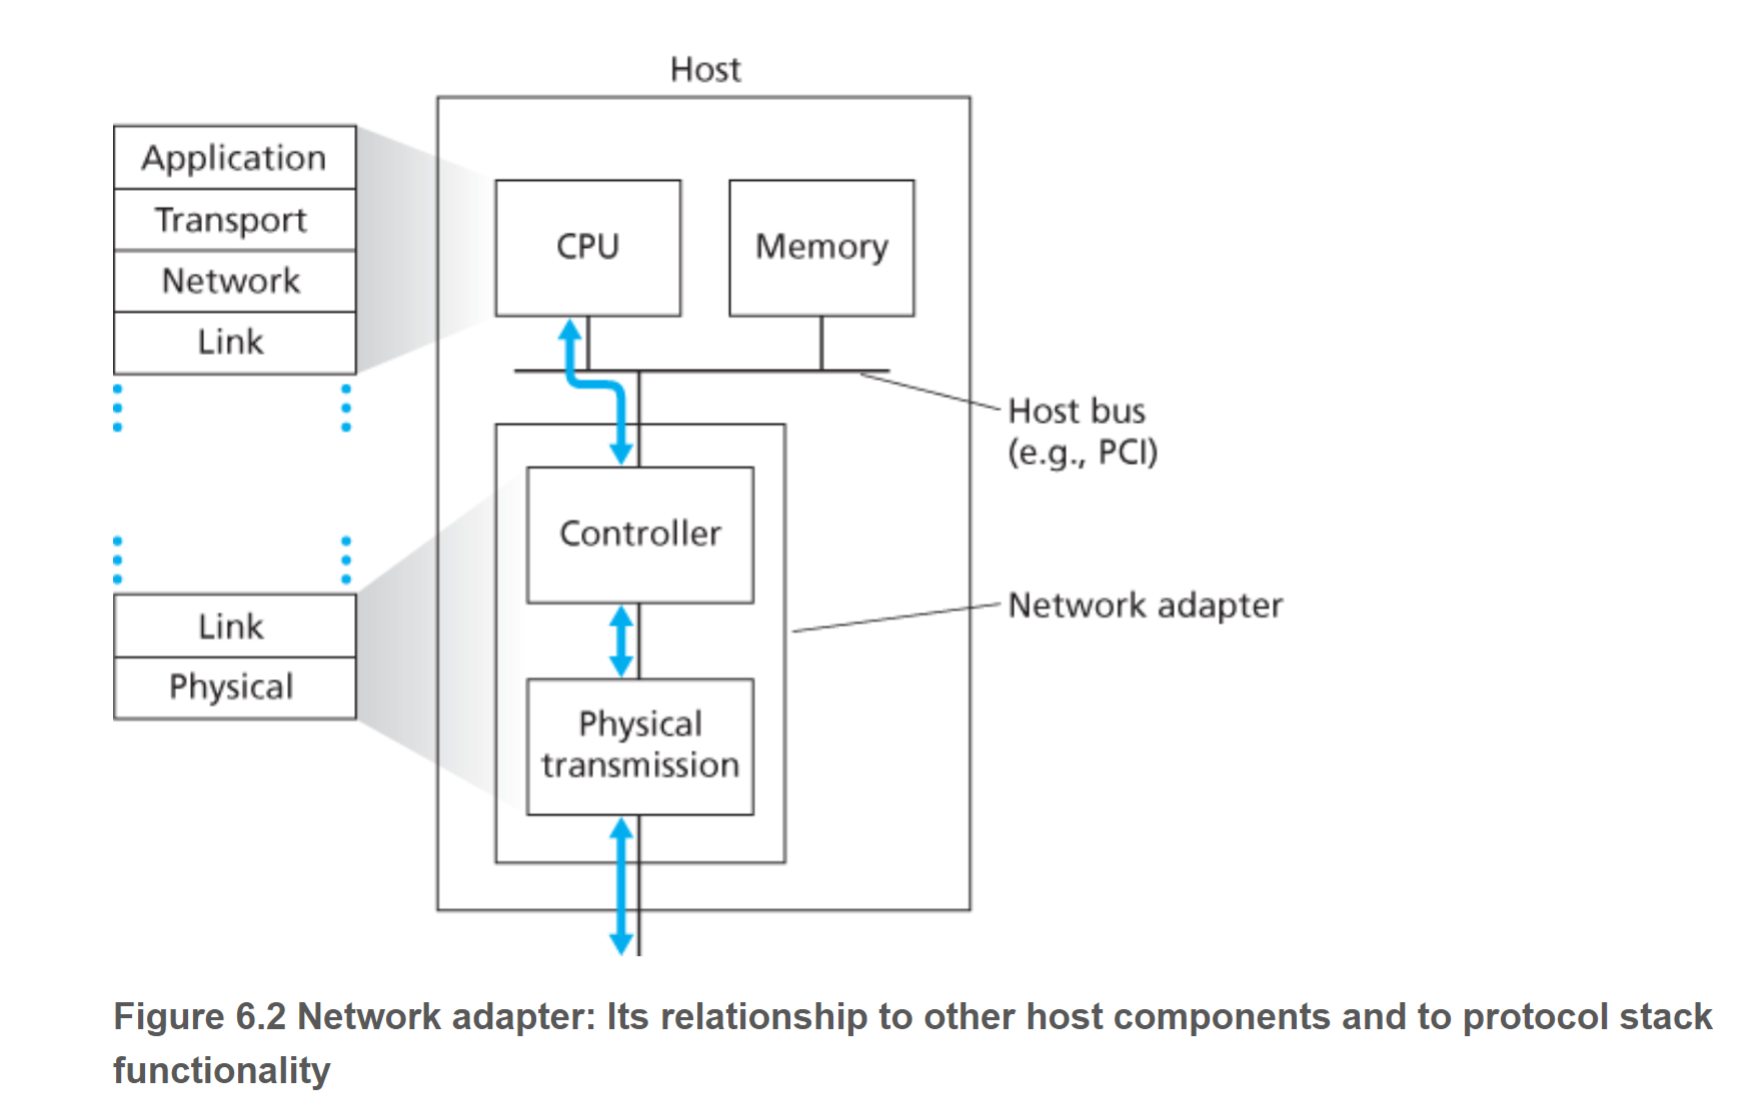 Host
Application
Transport
Network
Link
CPU
Memory
Host bus
(e.g., PCI)
Controller
Network adapter
Link
Physical
Physical
transmission
Figure 6.2 Network adapter: Its relationship to other host components and to protocol stack
functionality